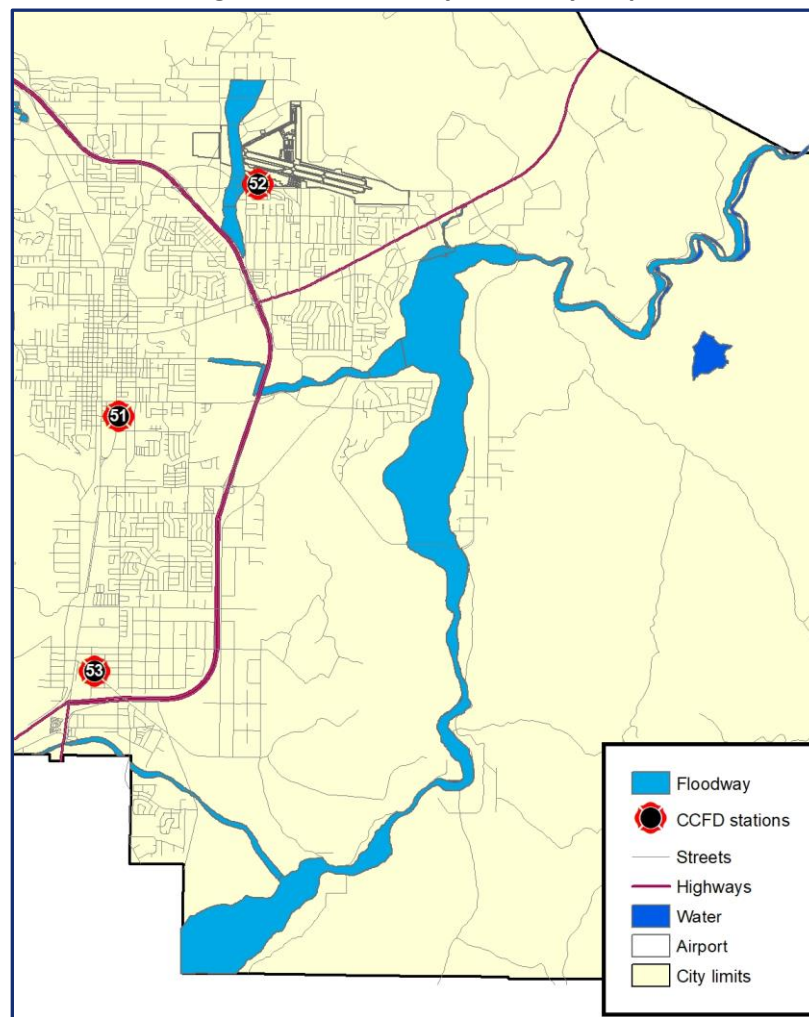 52
51
53
Floodway
CCFD stations
Streets
Highways
Water
Airport
City limits